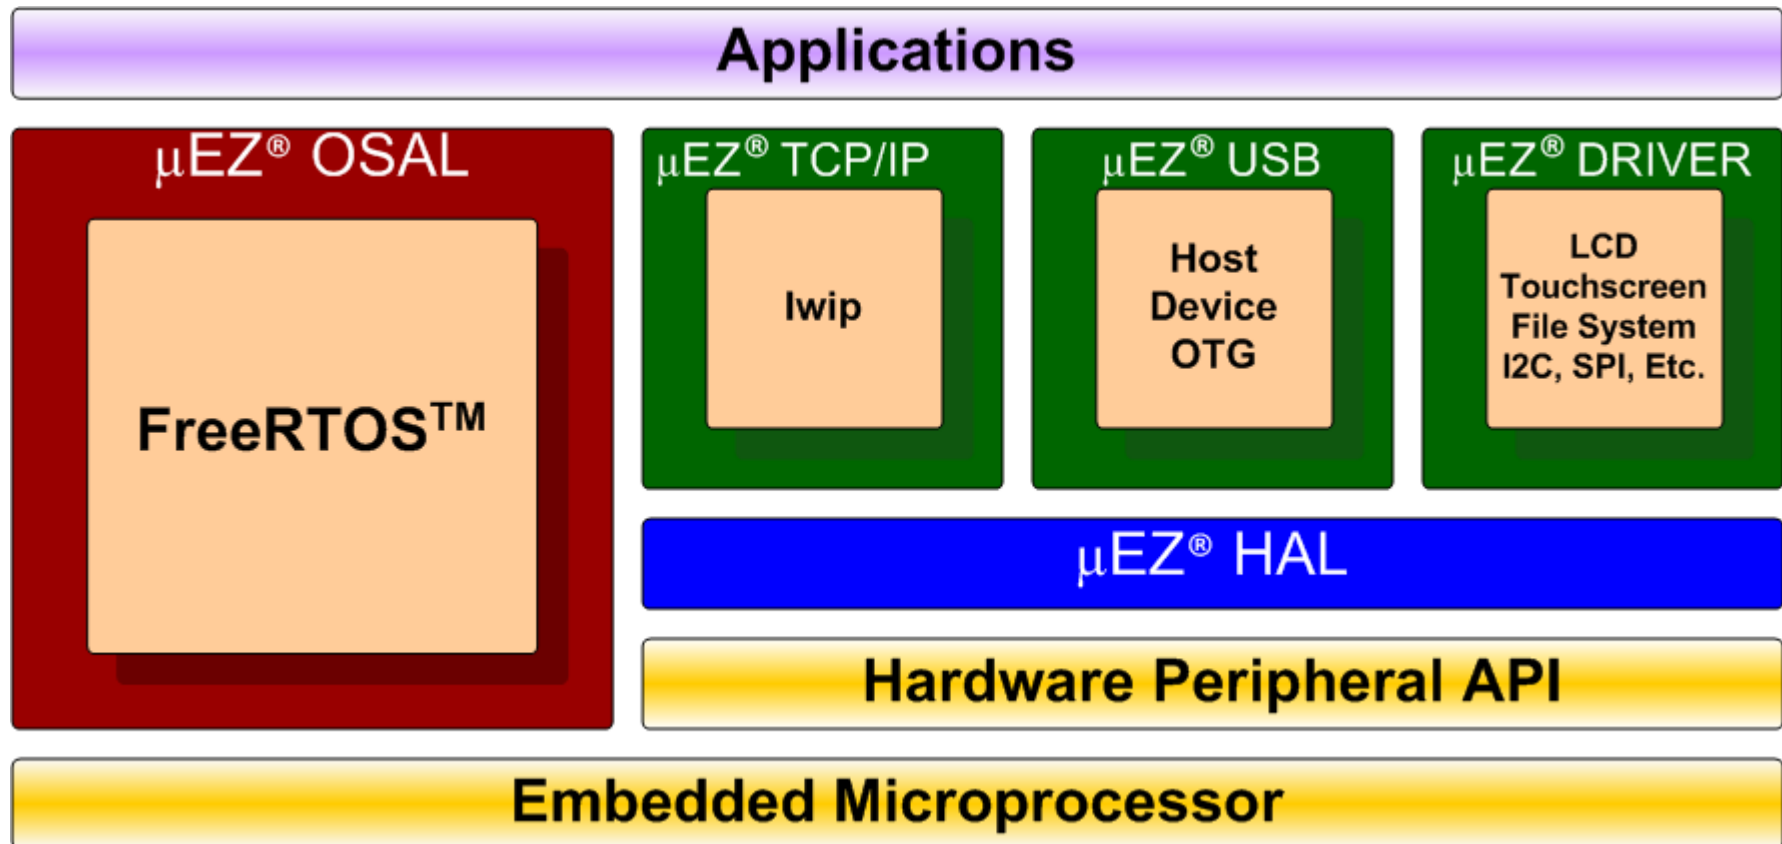 Applications
μEZ® OSAL
FreeRTOS™
μEZ® TCP/IP
lwip
μEZ® USB
Host
Device
OTG
μEZ® DRIVER
LCD
Touchscreen
File System
I2C, SPI, Etc.
μEZ® HAL
Hardware Peripheral API
Embedded Microprocessor